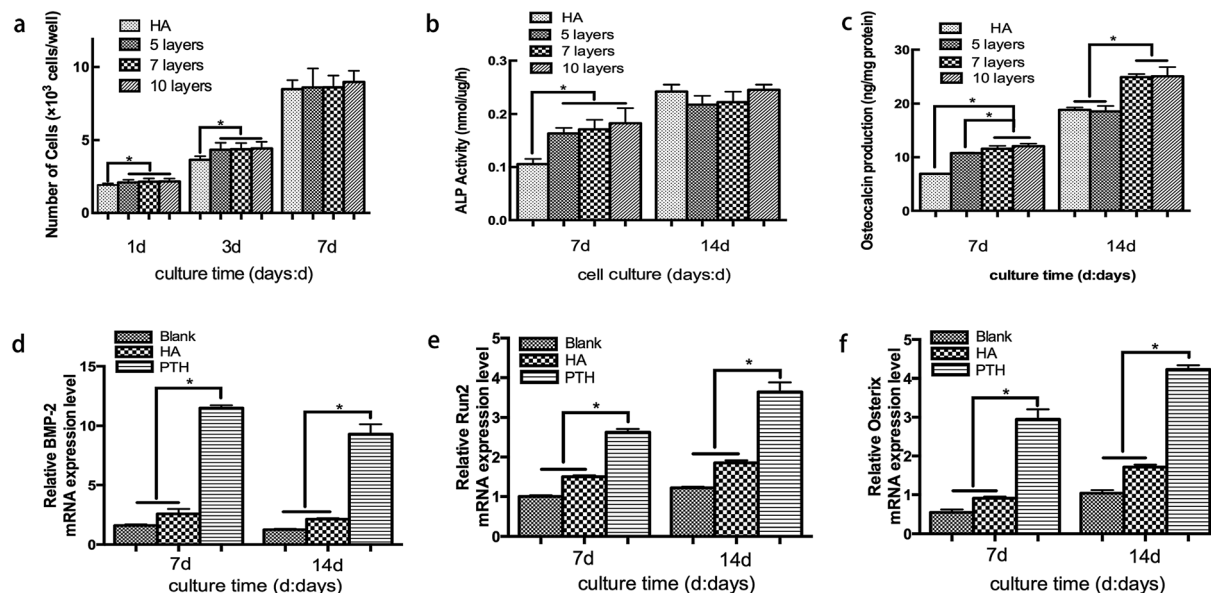 a
HA
5 layers
7 layers
10 layers
Number of Cells (×10³ cells/well)
10
5
0
*
*
1d
3d
7d
culture time (days:d)
b
HA
5 layers
7 layers
10 layers
ALP Activity (nmol/ug/h)
0.4
0.3
0.2
0.1
0.0
*
7d
14d
cell culture (days:d)
c
HA
5 layers
7 layers
10 layers
Osteocalcin production (ng/mg protein)
30
20
10
0
*
*
*
7d
14d
culture time (d:days)
d
Blank
HA
PTH
Relative BMP-2
mRNA expression level
15
10
5
0
*
*
7d
14d
culture time (d:days)
e
Blank
HA
PTH
Relative Run2
mRNA expression level
5
4
3
2
1
0
*
*
7d
14d
culture time (d:days)
f
Blank
HA
PTH
Relative Osterix
mRNA expression level
5
4
3
2
1
0
*
*
7d
14d
culture time (d:days)